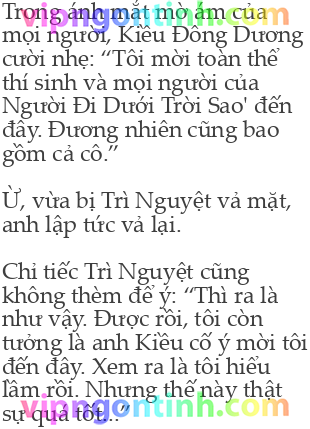 Trong ánh mắt mờ ám của
mọi người, Kiều Đông Dương
cười nhẹ: “Tôi mời toàn thể
thí sinh và mọi người của
Người Đi Dưới Trời Sao' đến
đây. Đương nhiên cũng bao
gồm cả cô.”
Ừ, vừa bị Trì Nguyệt vả mặt,
anh lập tức vả lại.
Chỉ tiếc Trì Nguyệt cũng
không thèm để ý: “Thì ra là
như vậy. Được rồi, tôi còn
tưởng là anh Kiều cố ý mời tôi
đến đây. Xem ra là tôi hiểu
lầm rồi. Nhưng thế này thật
sự quá tốt...”
vipngontinh.com
vipngontinh.com